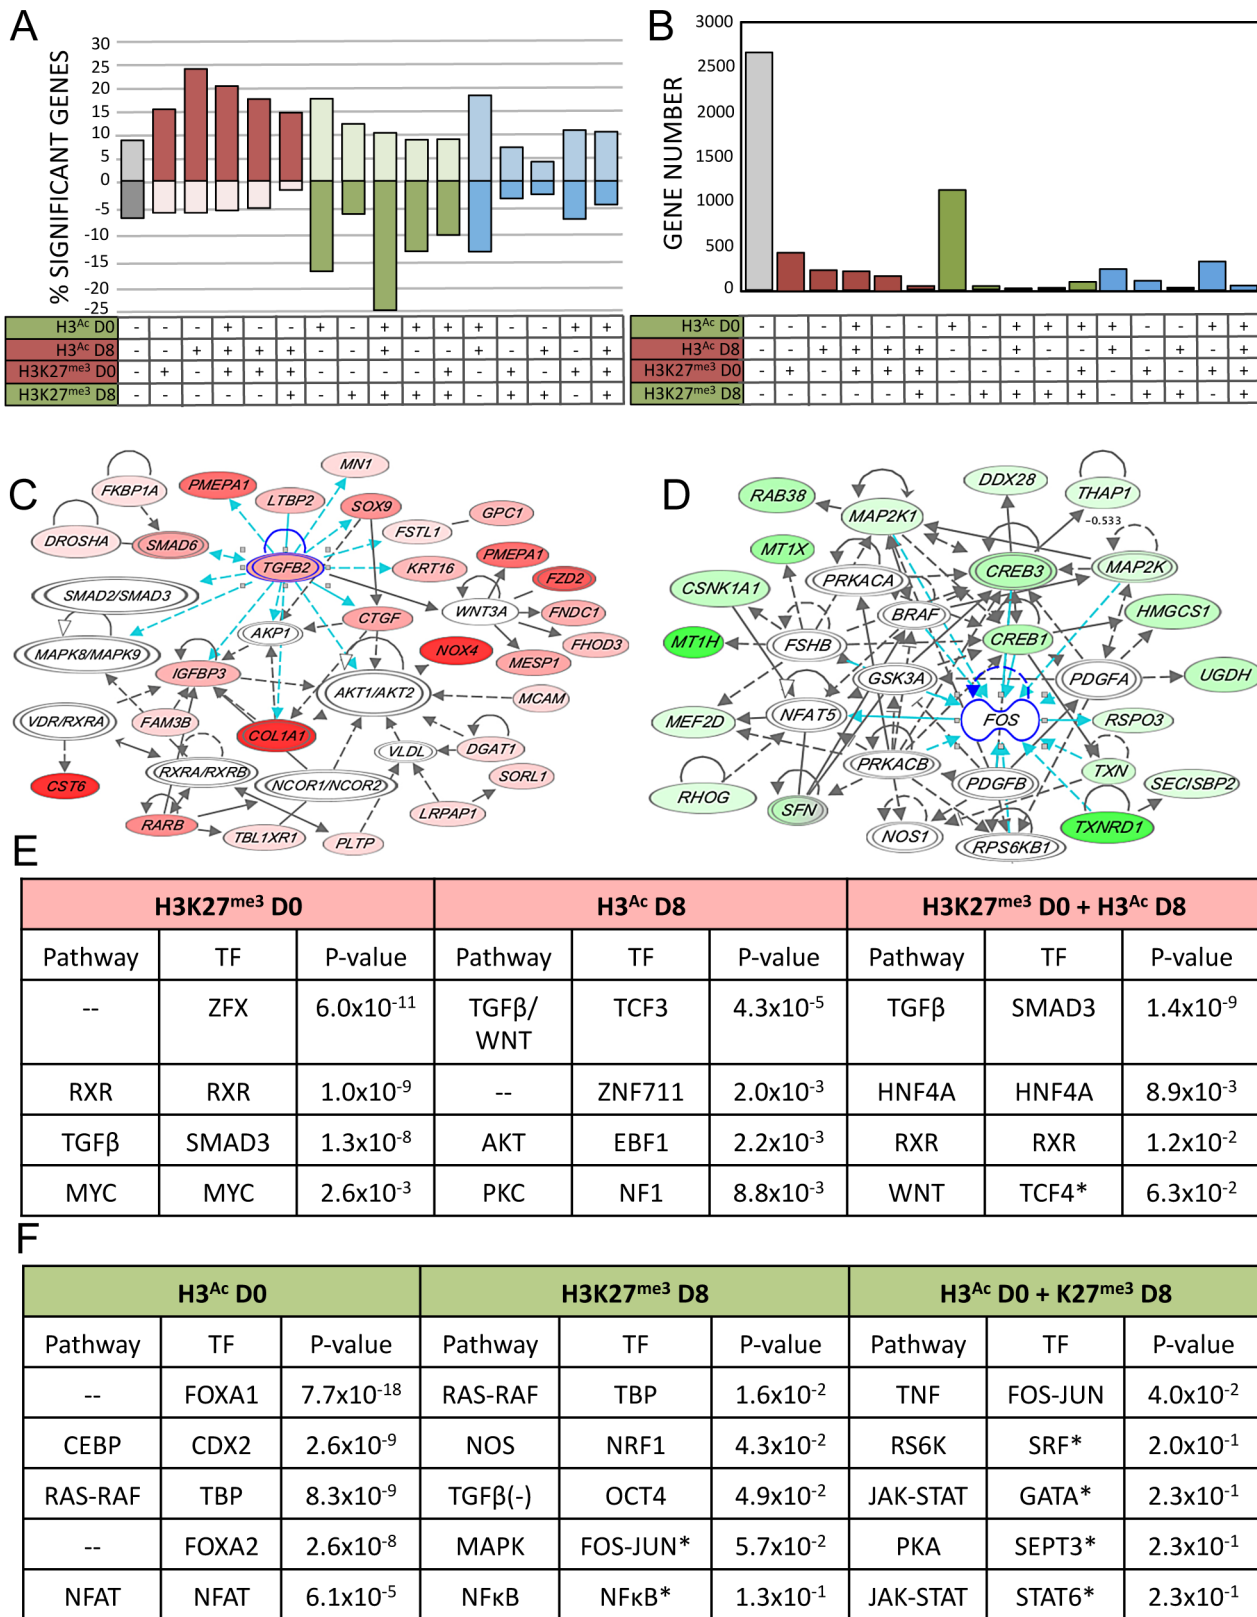 A
% SIGNIFICANT GENES
30
25
20
15
10
5
0
-5
-10
-15
-20
-25
H3Ac D0 - - - + - - + - + + + + - - + +
H3Ac D8 - - + + + + - - + - - + - + - +
H3K27me3 D0 - + - + + + - - - - + - + - + +
H3K27me3 D8 - - - - - + - + + + + - + + - +
B
GENE NUMBER
3000
2500
2000
1500
1000
500
0
H3Ac D0
H3Ac D8
H3K27me3 D0
H3K27me3 D8
C
MN1
FKBP1A
PMEPA1
LTBP2
SOX9
GPC1
FSTL1
DROSHA
SMAD6
TGFB2
KRT16
PMEPA1
FZD2
SMAD2/SMAD3
WNT3A
FNDC1
CTGF
AKP1
FHOD3
MAPK8/MAPK9
NOX4
MESP1
IGFBP3
AKT1/AKT2
MCAM
VDR/RXRA
FAM3B
COL1A1
VLDL
DGAT1
RXRA/RXRB
SORL1
CST6
NCOR1/NCOR2
LRPAP1
RARB
TBL1XR1
PLTP
D
DDX28
THAP1
RAB38
MAP2K1
-0.533
MT1X
PRKACA
CREB3
MAP2K
CSNK1A1
BRAF
HMGCS1
MT1H
FSHB
CREB1
GSK3A
PDGFA
UGDH
MEF2D
NFAT5
FOS
RSPO3
PRKACB
TXN
RHOG
PDGFB
SECISBP2
SFN
NOS1
RPS6KB1
TXNRD1
E
H3K27me3 D0 H3Ac D8 H3K27me3 D0 + H3Ac D8
Pathway TF P-value Pathway TF P-value Pathway TF P-value
-- ZFX 6.0x10-11 TGFβ/WNT TCF3 4.3x10-5 TGFβ SMAD3 1.4x10-9
RXR RXR 1.0x10-9 -- ZNF711 2.0x10-3 HNF4A HNF4A 8.9x10-3
TGFβ SMAD3 1.3x10-8 AKT EBF1 2.2x10-3 RXR RXR 1.2x10-2
MYC MYC 2.6x10-3 PKC NF1 8.8x10-3 WNT TCF4* 6.3x10-2
F
H3Ac D0 H3K27me3 D8 H3Ac D0 + K27me3 D8
Pathway TF P-value Pathway TF P-value Pathway TF P-value
-- FOXA1 7.7x10-18 RAS-RAF TBP 1.6x10-2 TNF FOS-JUN 4.0x10-2
CEBP CDX2 2.6x10-9 NOS NRF1 4.3x10-2 RS6K SRF* 2.0x10-1
RAS-RAF TBP 8.3x10-9 TGFβ(-) OCT4 4.9x10-2 JAK-STAT GATA* 2.3x10-1
-- FOXA2 2.6x10-8 MAPK FOS-JUN* 5.7x10-2 PKA SEPT3* 2.3x10-1
NFAT NFAT 6.1x10-5 NFκB NFκB* 1.3x10-1 JAK-STAT STAT6* 2.3x10-1